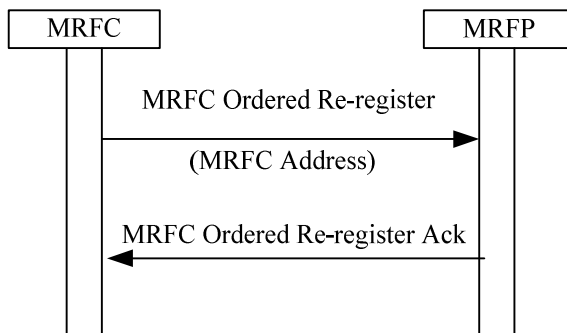 MRFC
MRFP
MRFC Ordered Re-register
(MRFC Address)
MRFC Ordered Re-register Ack